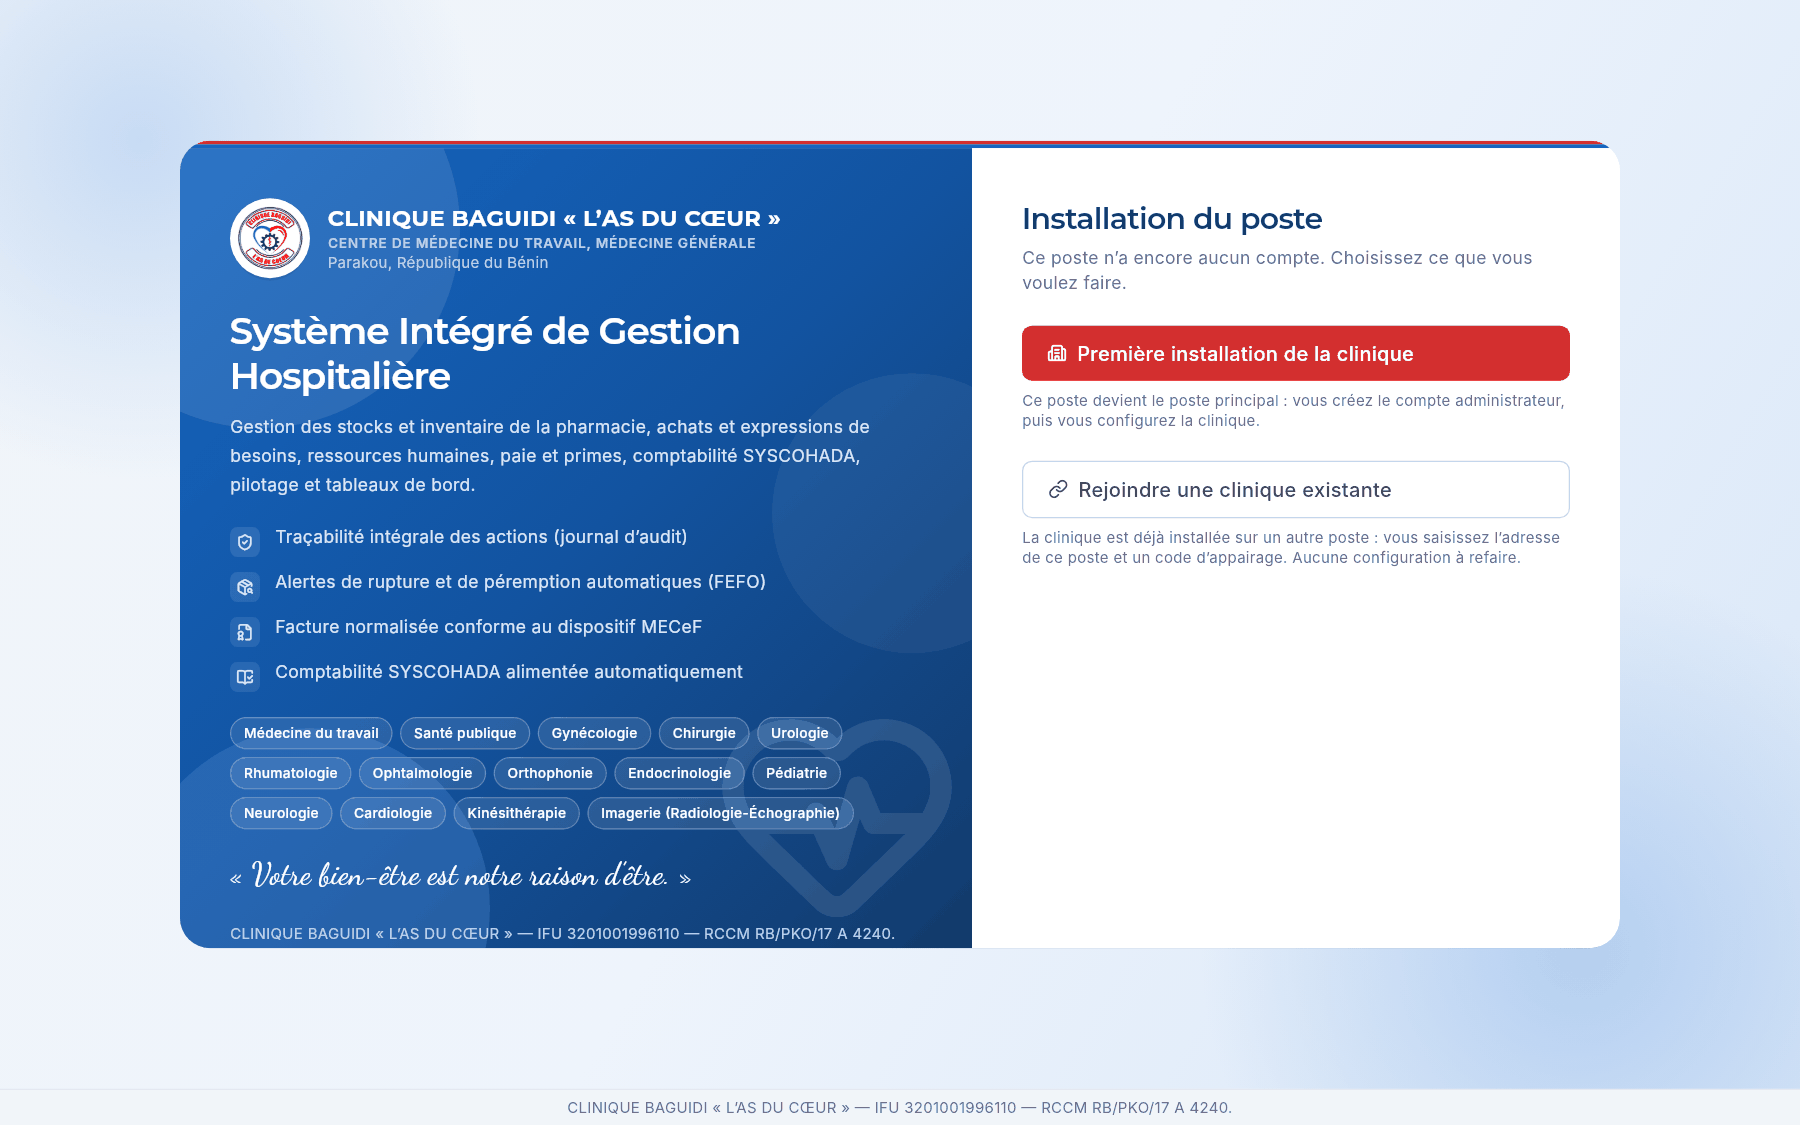 CLINIQUE BAGUIDI
L'AS DU CŒUR
CLINIQUE BAGUIDI « L’AS DU CŒUR »
CENTRE DE MÉDECINE DU TRAVAIL, MÉDECINE GÉNÉRALE
Parakou, République du Bénin
Système Intégré de Gestion
Hospitalière
Gestion des stocks et inventaire de la pharmacie, achats et expressions de
besoins, ressources humaines, paie et primes, comptabilité SYSCOHADA,
pilotage et tableaux de bord.
Traçabilité intégrale des actions (journal d’audit)
Alertes de rupture et de péremption automatiques (FEFO)
Facture normalisée conforme au dispositif MECeF
Comptabilité SYSCOHADA alimentée automatiquement
Médecine du travail Santé publique Gynécologie Chirurgie Urologie
Rhumatologie Ophtalmologie Orthophonie Endocrinologie Pédiatrie
Neurologie Cardiologie Kinésithérapie Imagerie (Radiologie-Échographie)
« Votre bien-être est notre raison d’être. »
CLINIQUE BAGUIDI « L’AS DU CŒUR » — IFU 3201001996110 — RCCM RB/PKO/17 A 4240.
Installation du poste
Ce poste n’a encore aucun compte. Choisissez ce que vous
voulez faire.
Première installation de la clinique
Ce poste devient le poste principal : vous créez le compte administrateur,
puis vous configurez la clinique.
Rejoindre une clinique existante
La clinique est déjà installée sur un autre poste : vous saisissez l’adresse
de ce poste et un code d’appairage. Aucune configuration à refaire.
CLINIQUE BAGUIDI « L’AS DU CŒUR » — IFU 3201001996110 — RCCM RB/PKO/17 A 4240.